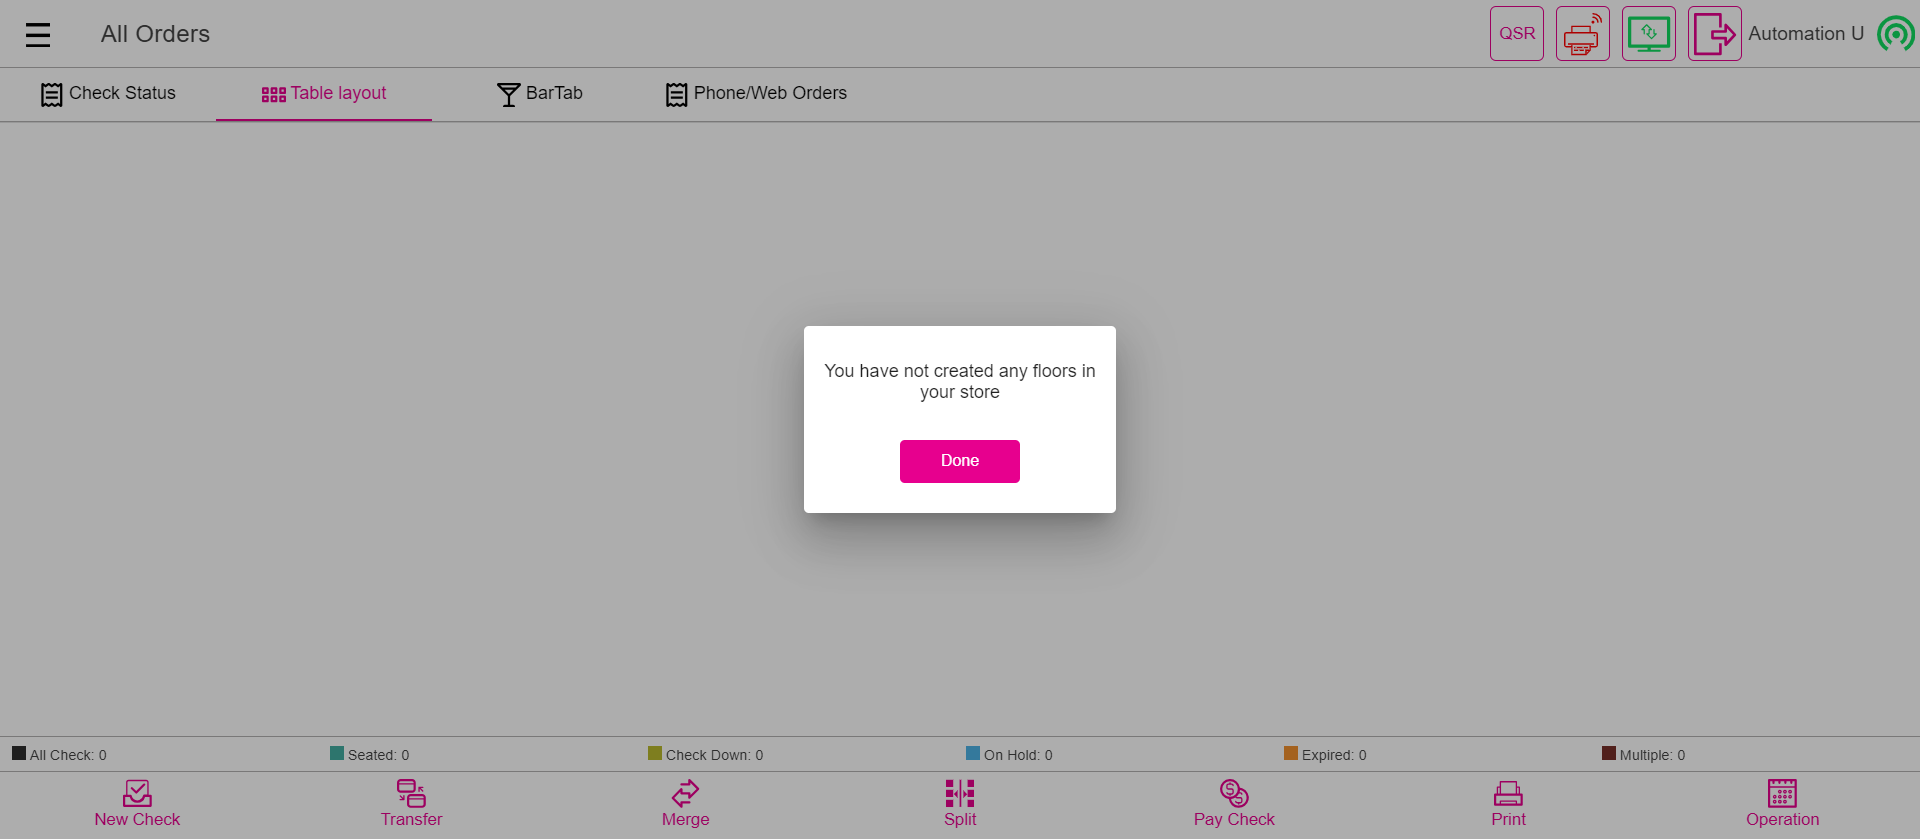 All Orders
QSR
Automation U
Check Status
Table layout
BarTab
Phone/Web Orders
You have not created any floors in
your store
Done
All Check: 0
Seated: 0
Check Down: 0
On Hold: 0
Expired: 0
Multiple: 0
New Check
Transfer
Merge
Split
Pay Check
Print
Operation